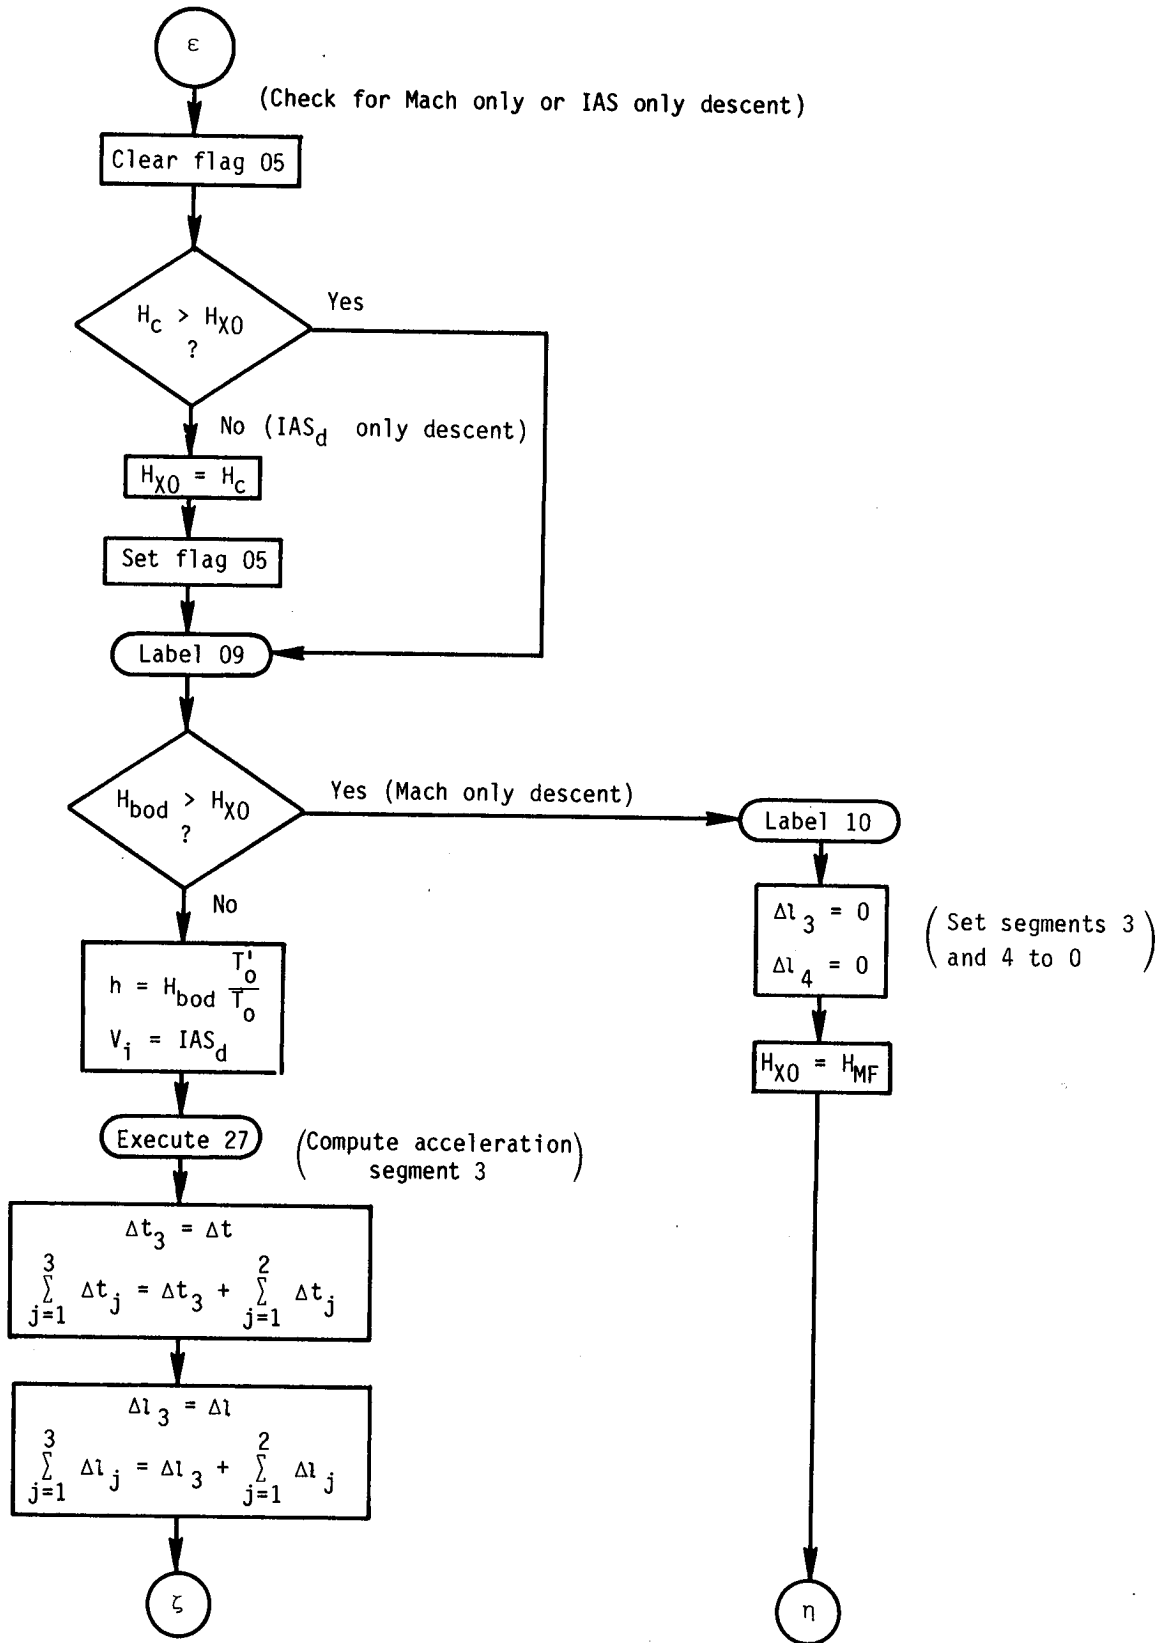 ε
(Check for Mach only or IAS only descent)
Clear flag 05
H_c > H_XO
?
Yes
No (IAS_d only descent)
H_XO = H_c
Set flag 05
Label 09
H_bod > H_XO
?
Yes (Mach only descent)
Label 10
No
Δl_3 = 0
Δl_4 = 0
(Set segments 3
and 4 to 0)
h = H_bod T'_o/T_o
V_i = IAS_d
H_XO = H_MF
Execute 27
(Compute acceleration
segment 3)
Δt_3 = Δt
3∑j=1 Δt_j = Δt_3 + 2∑j=1 Δt_j
Δl_3 = Δl
3∑j=1 Δl_j = Δl_3 + 2∑j=1 Δl_j
ζ
η